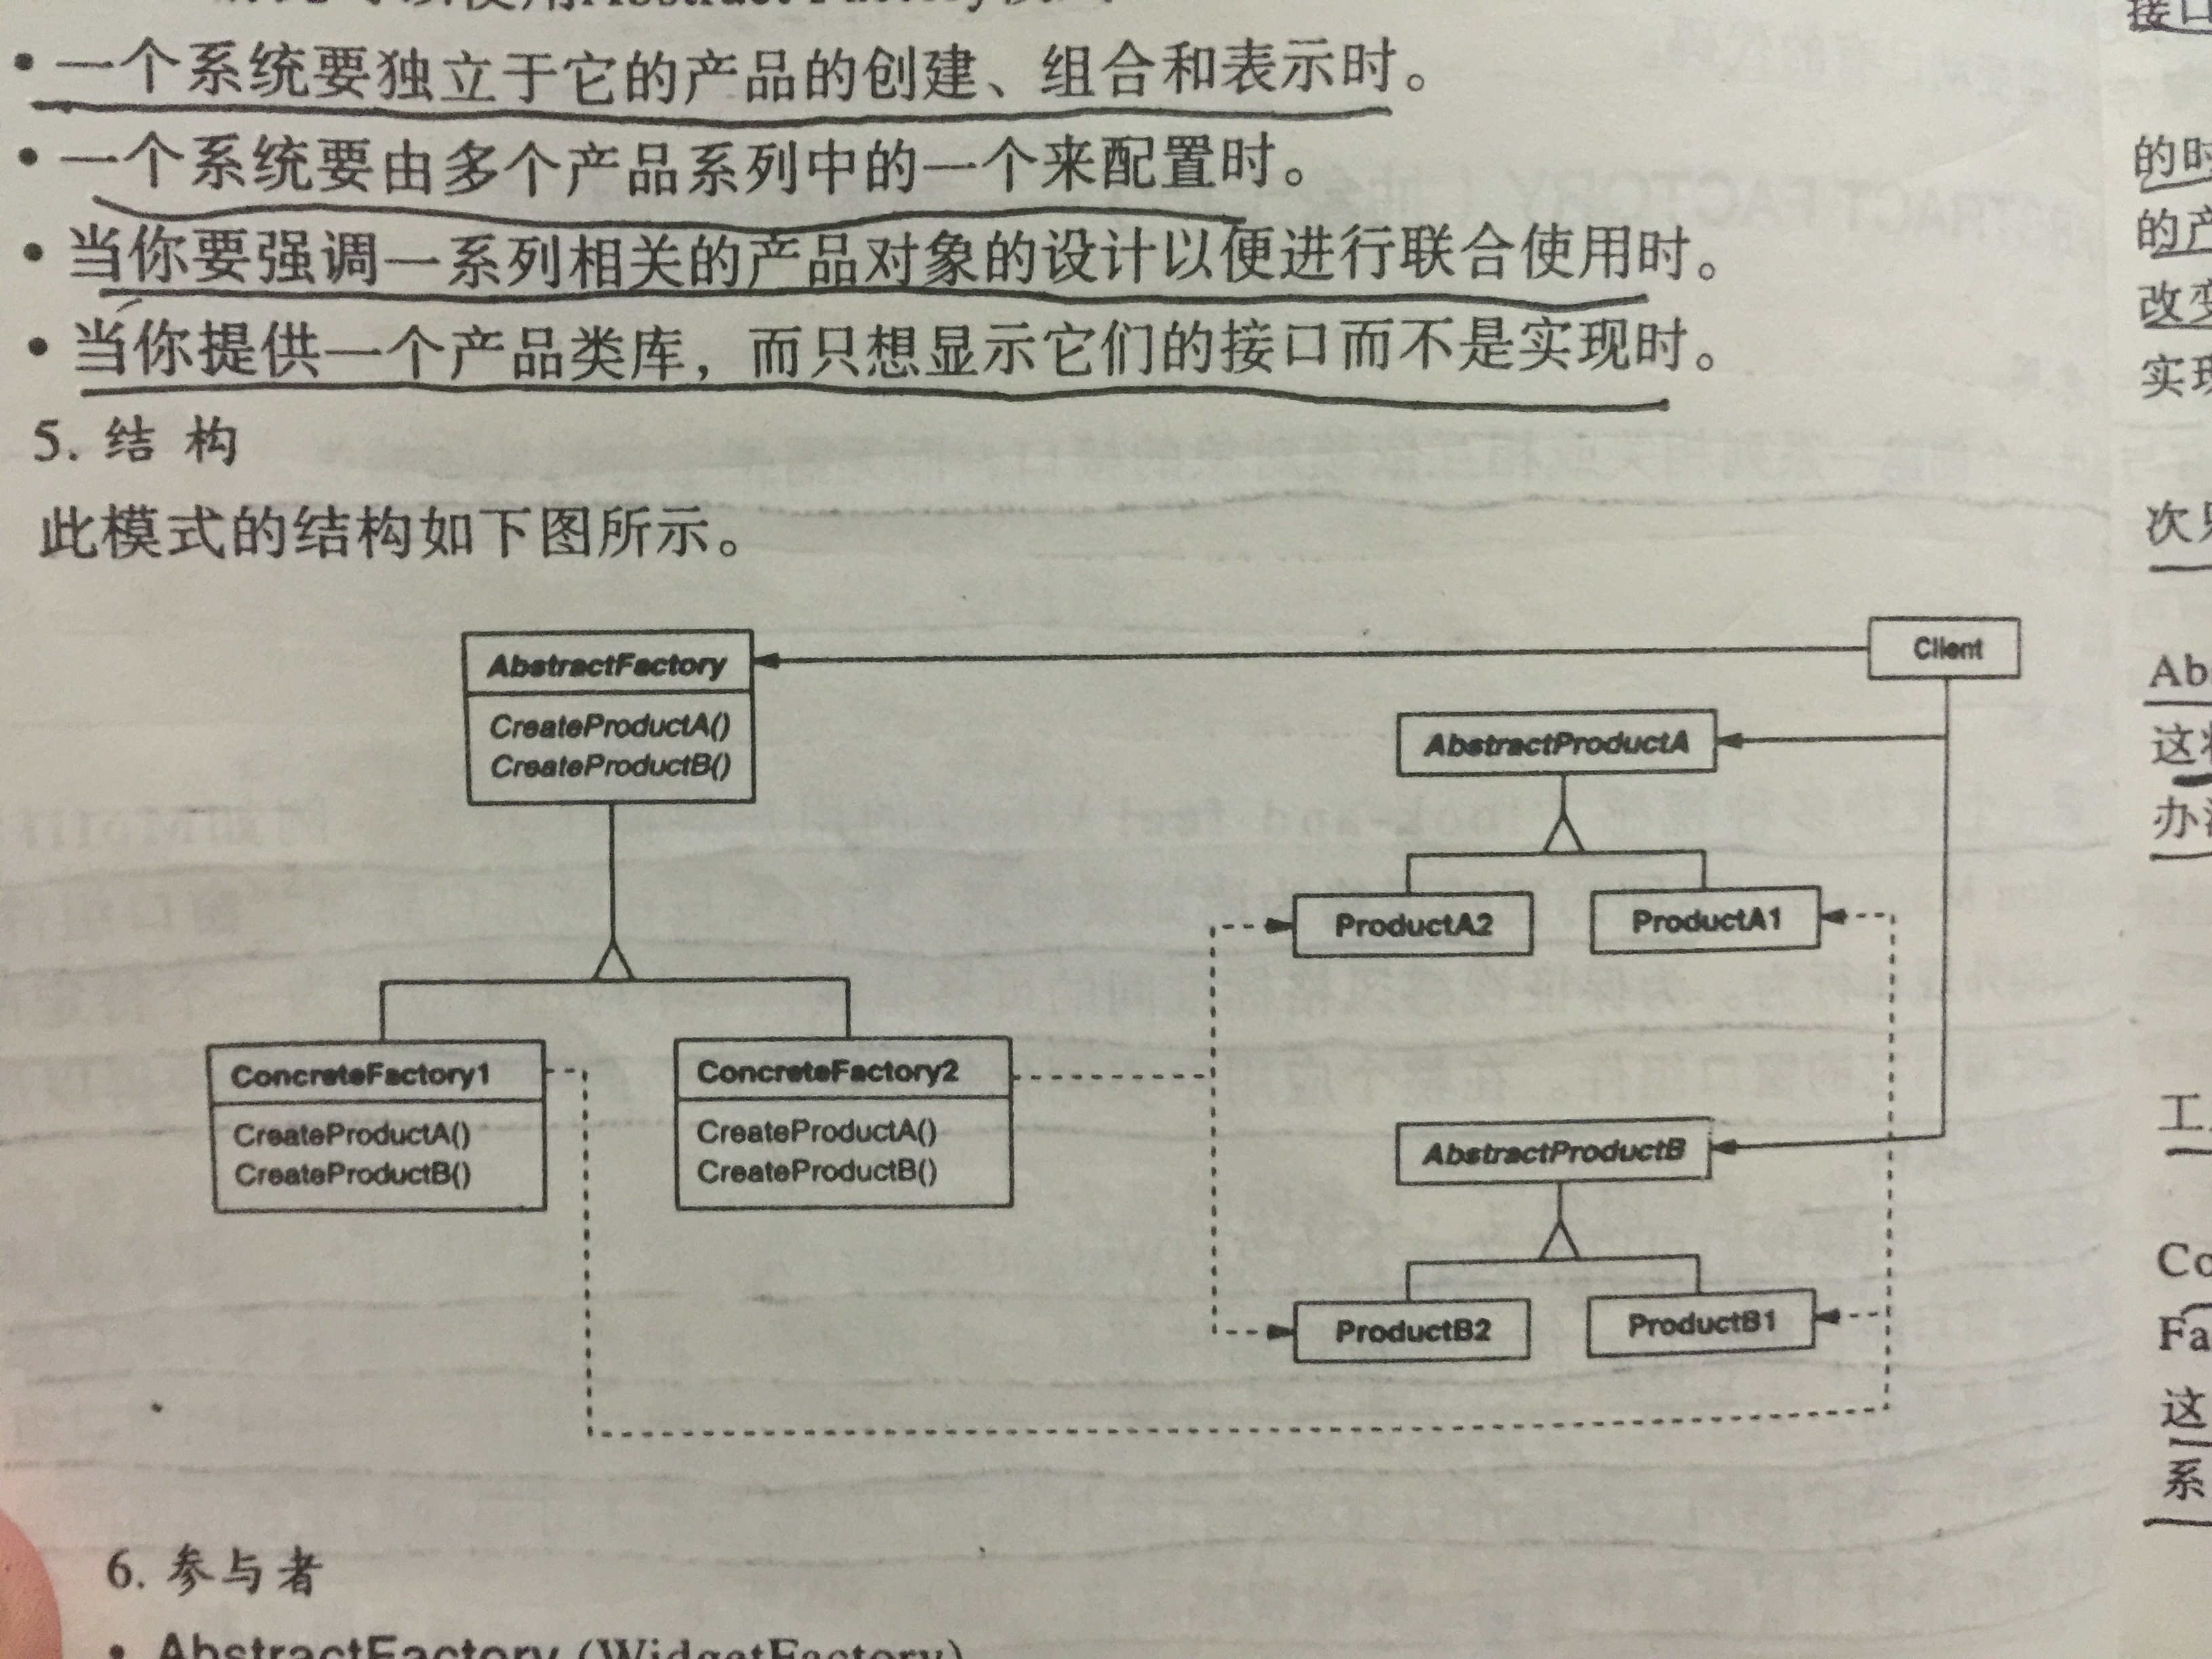 • 一个系统要独立于它的产品的创建、组合和表示时。
• 一个系统要由多个产品系列中的一个来配置时。
• 当你要强调一系列相关的产品对象的设计以便进行联合使用时。
• 当你提供一个产品类库，而只想显示它们的接口而不是实现时。
5. 结 构
此模式的结构如下图所示。
AbstractFactory
CreateProductA()
CreateProductB()
Client
AbstractProductA
ProductA2
ProductA1
ConcreteFactory1
CreateProductA()
CreateProductB()
ConcreteFactory2
CreateProductA()
CreateProductB()
AbstractProductB
ProductB2
ProductB1
6. 参与者
• AbstractFactory (WidgetFactory)
接口
的时
的产
改变
实现
次只
Ab
这将
办法
工
Co
Fa
这
系